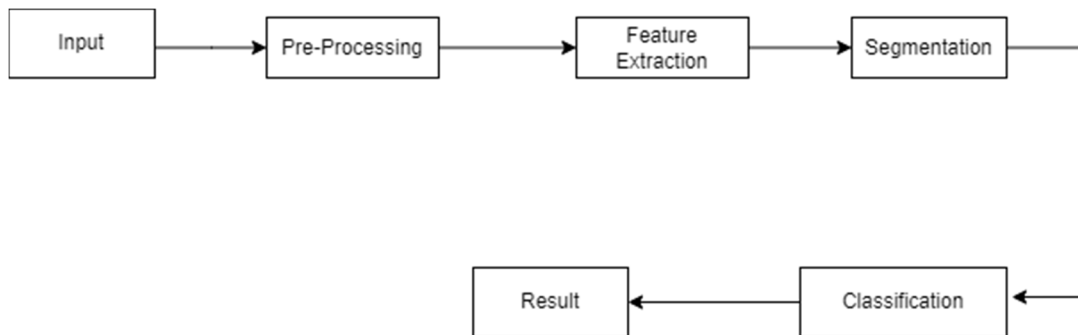 Input
Pre-Processing
Feature
Extraction
Segmentation
Result
Classification